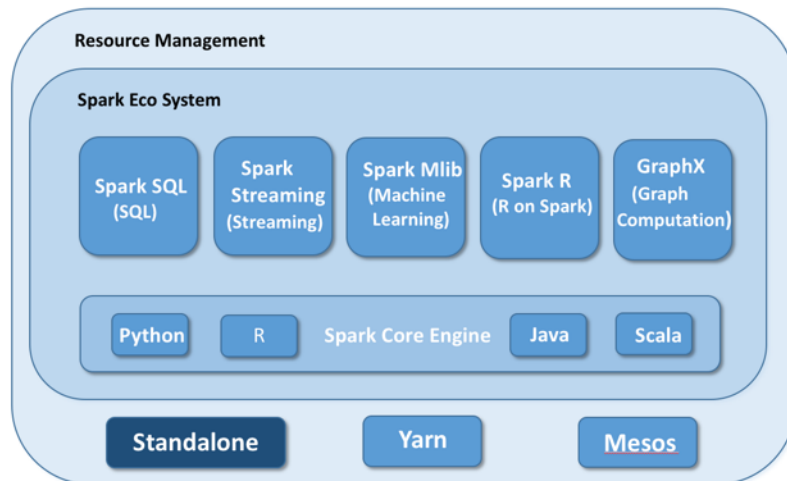 Resource Management
Spark Eco System
Spark SQL
(SQL)
Spark
Streaming
(Streaming)
Spark Mlib
(Machine
Learning)
Spark R
(R on Spark)
GraphX
(Graph
Computation)
Python
R
Spark Core Engine
Java
Scala
Standalone
Yarn
Mesos